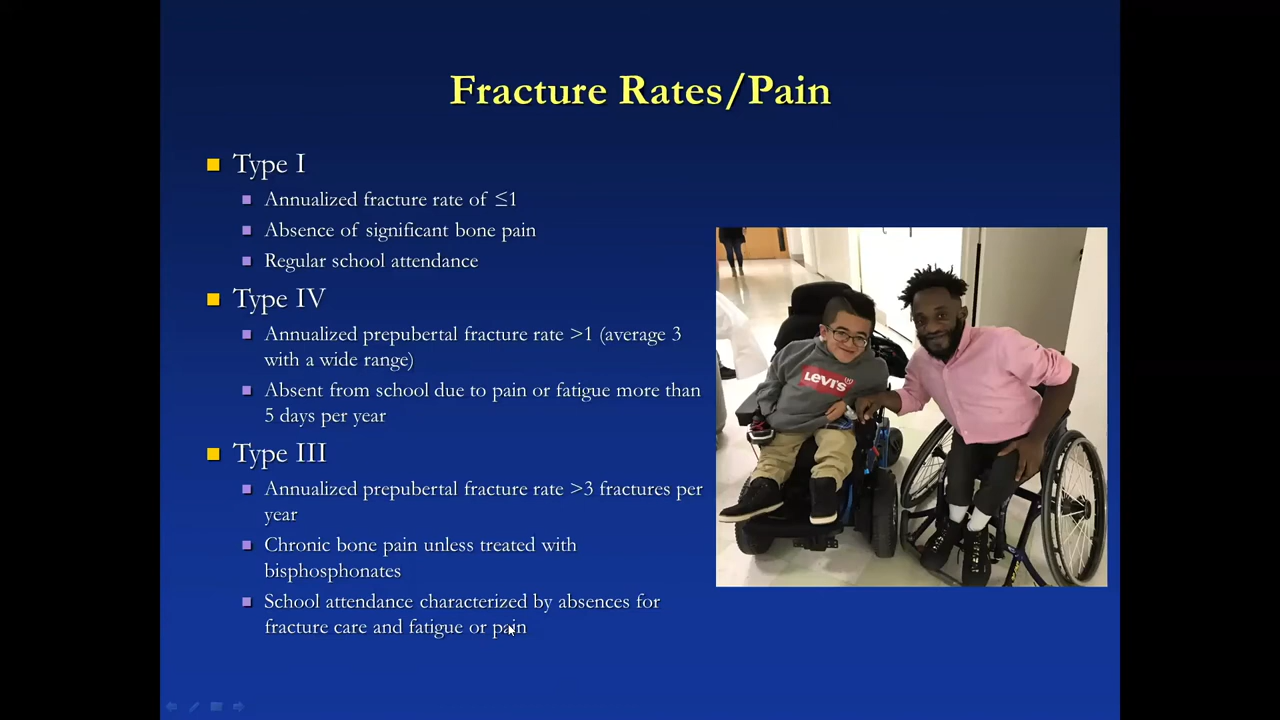 Fracture Rates/Pain
Type I
Annualized fracture rate of ≤1
Absence of significant bone pain
Regular school attendance
Type IV
Annualized prepubertal fracture rate >1 (average 3
with a wide range)
Absent from school due to pain or fatigue more than
5 days per year
Type III
Annualized prepubertal fracture rate >3 fractures per
year
Chronic bone pain unless treated with
bisphosphonates
School attendance characterized by absences for
fracture care and fatigue or pain
LEVI'S